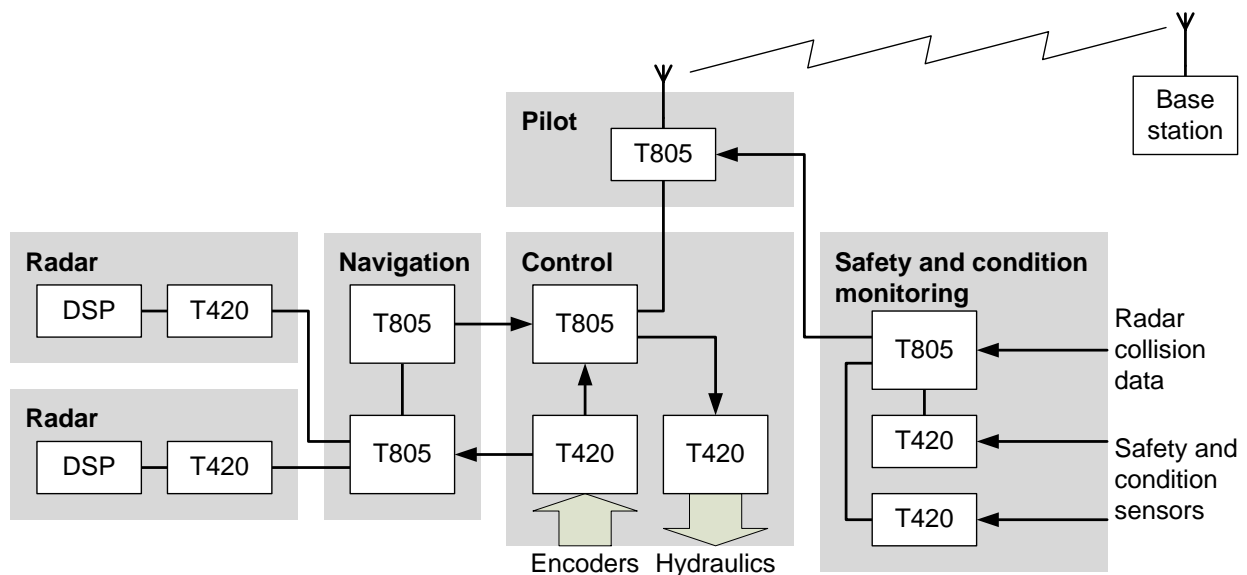 Base
station
Pilot
T805
Radar
DSP
T420
Navigation
T805
T805
Control
T805
T420
T420
Encoders
Hydraulics
Radar
DSP
T420
Safety and condition
monitoring
T805
T420
T420
Radar
collision
data
Safety and
condition
sensors